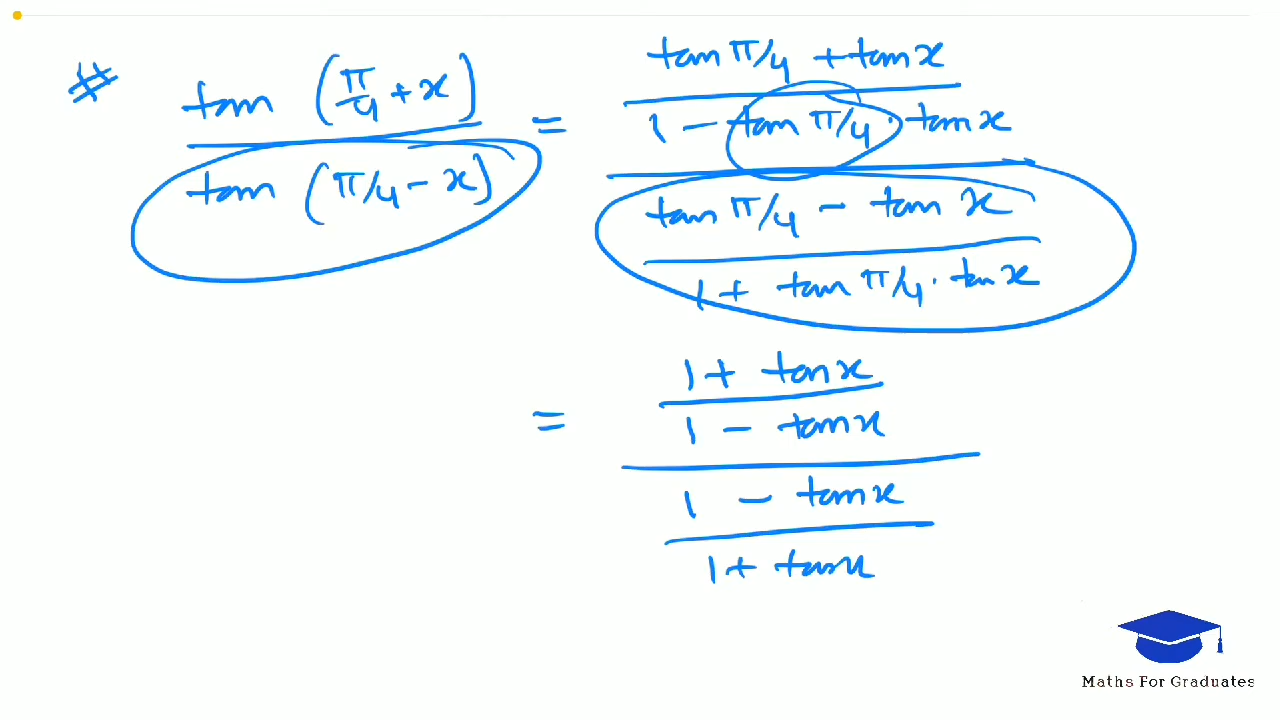 # tan (π/4 + x) / tan (π/4 - x) = (tan π/4 + tan x) / (1 - tan π/4 · tan x) / (tan π/4 - tan x) / (1 + tan π/4 · tan x)
= (1 + tan x) / (1 - tan x) / (1 - tan x) / (1 + tan x)
Maths For Graduates